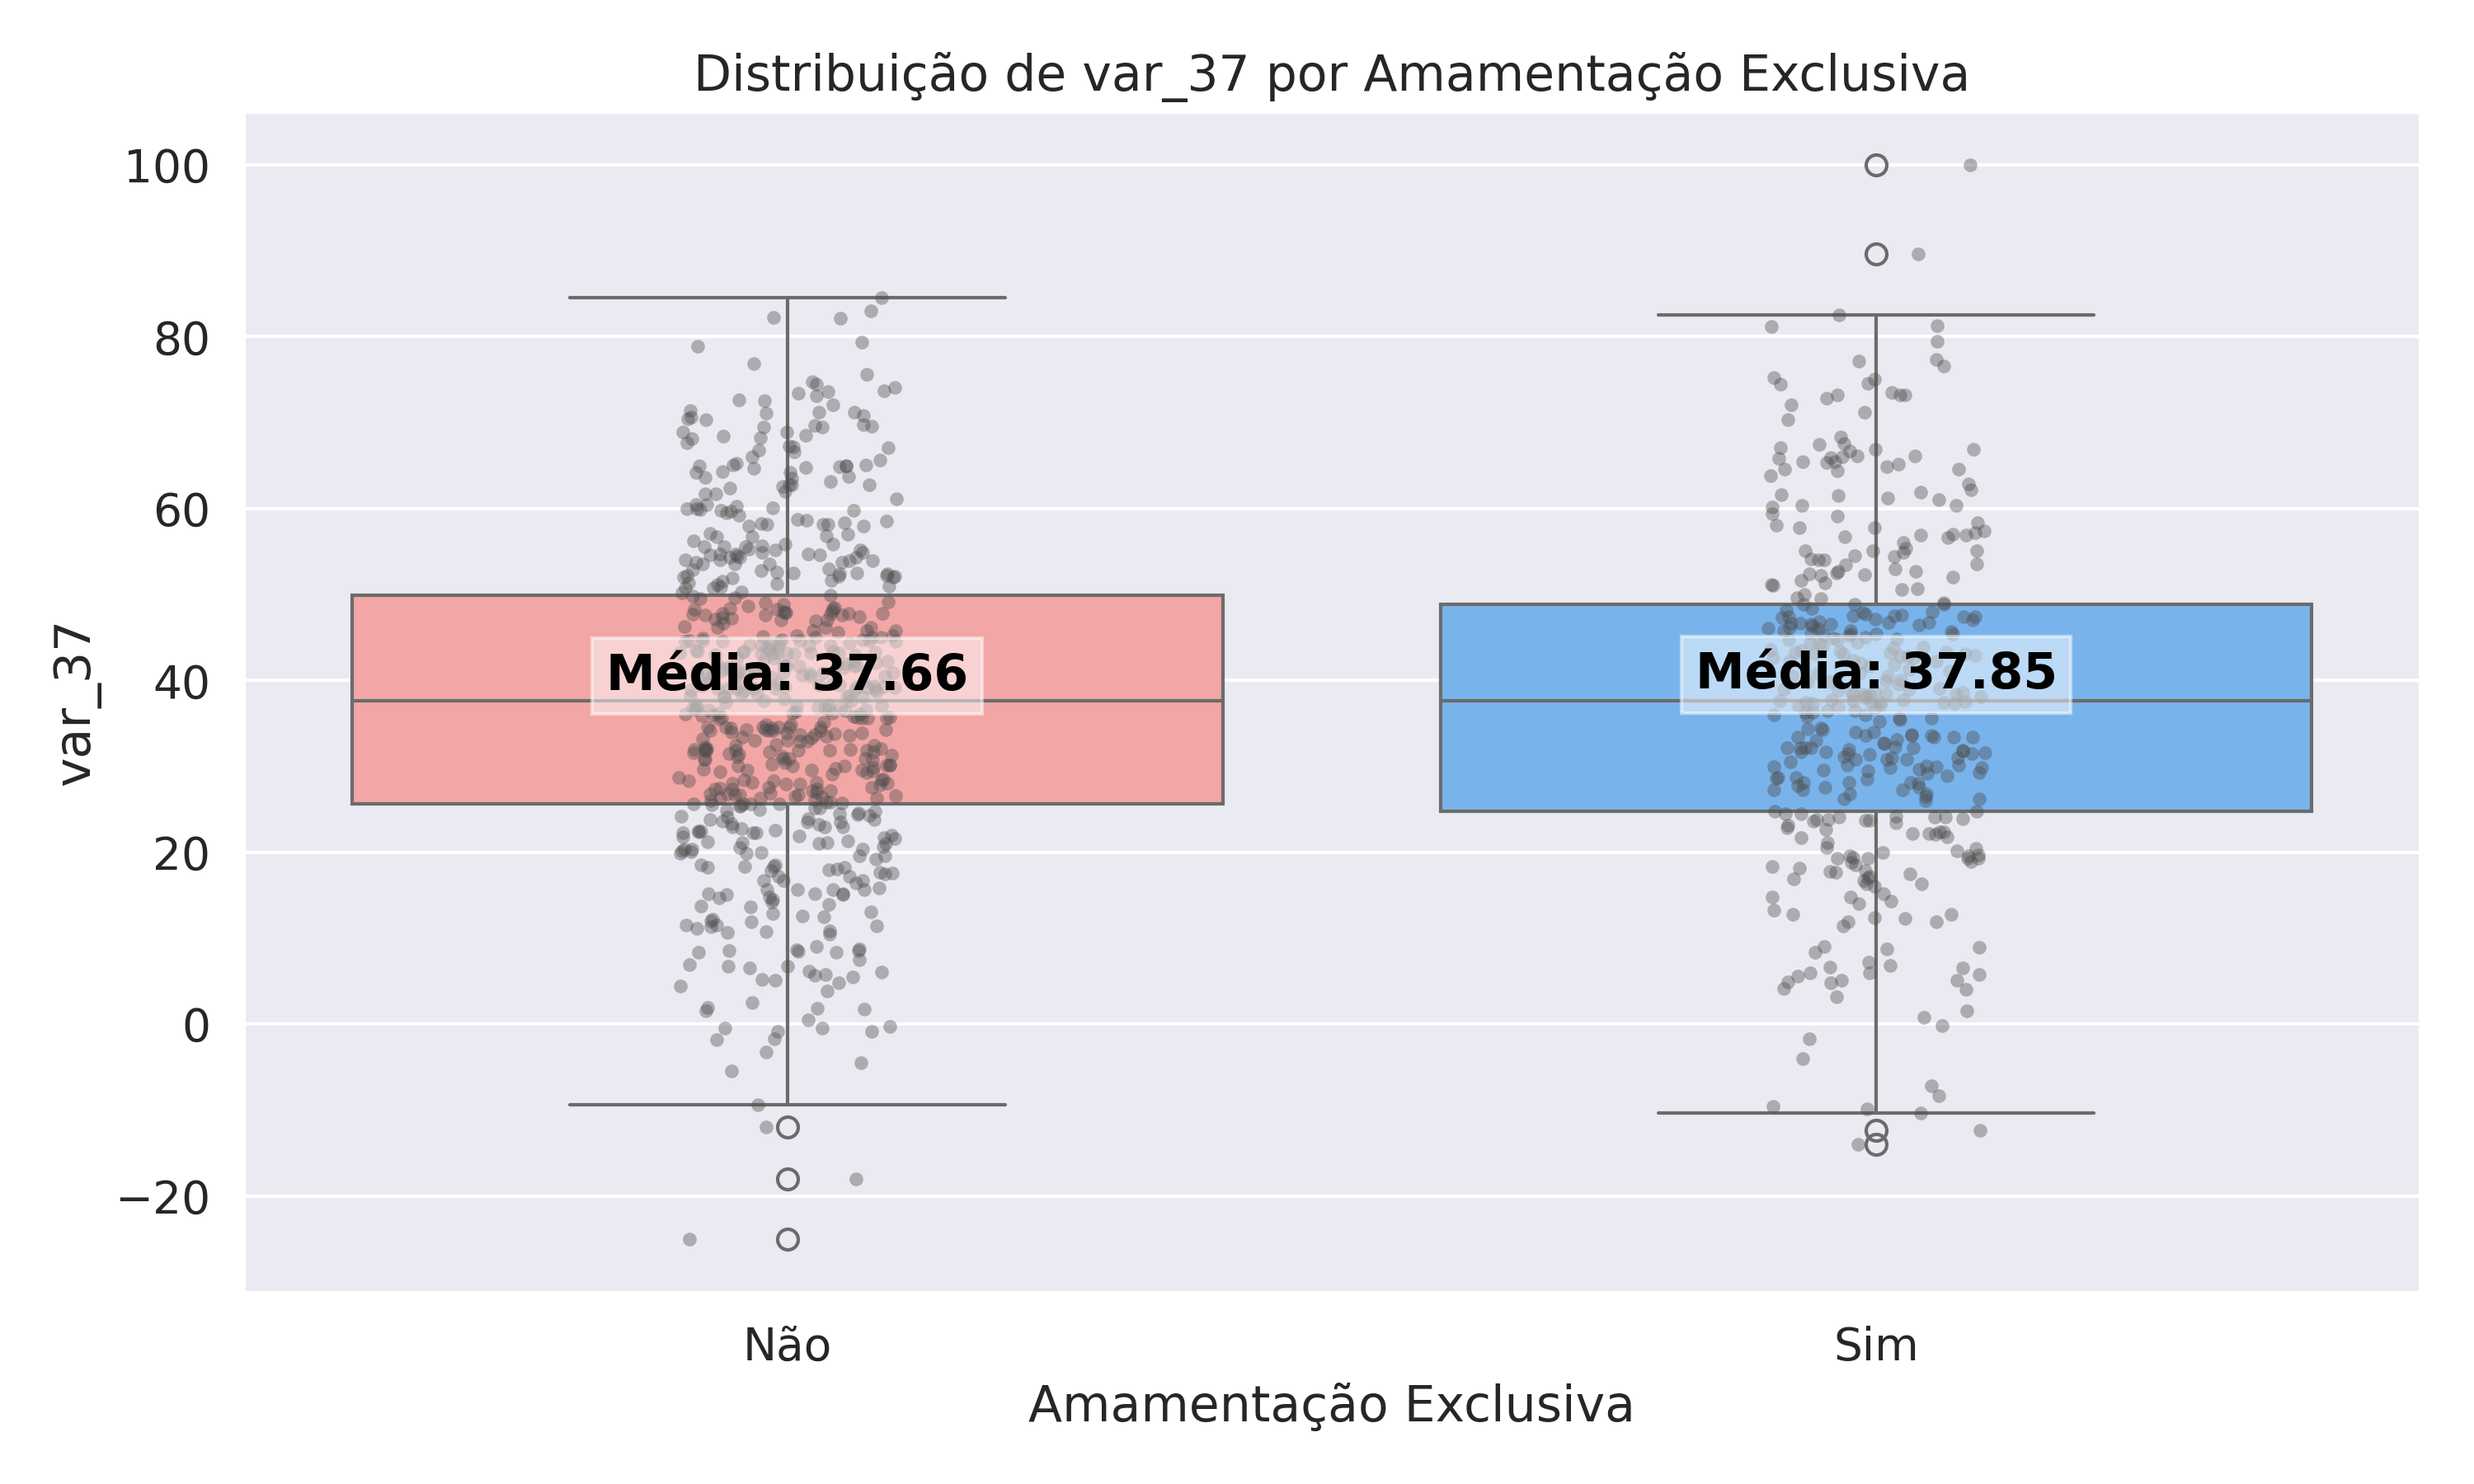 Distribuição de var_37 por Amamentação Exclusiva
100
80
60
40
20
0
−20
var_37
Média: 37.66
Média: 37.85
Não
Sim
Amamentação Exclusiva